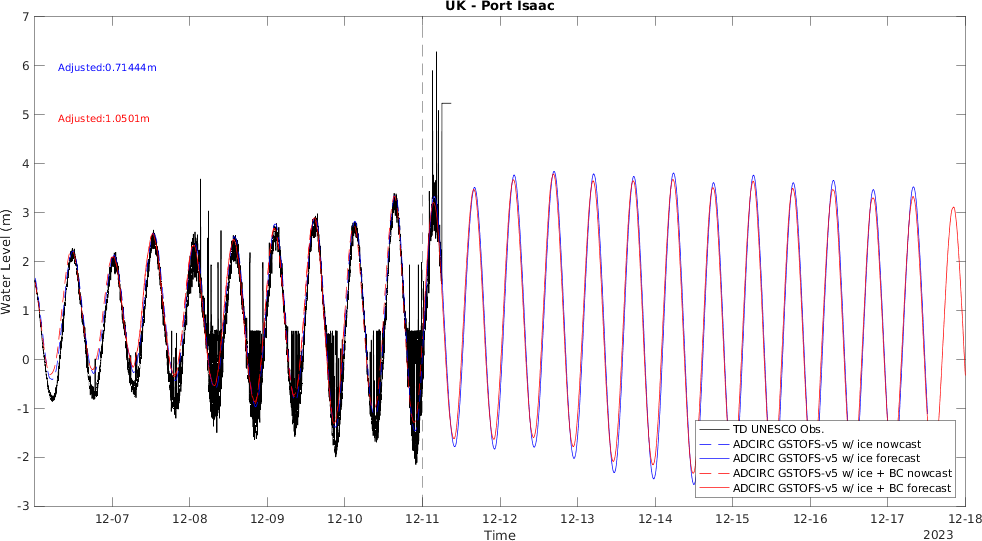 UK - Port Isaac
7
6
5
4
3
2
1
0
-1
-2
-3
Water Level (m)
Adjusted:0.71444m
Adjusted:1.0501m
TD UNESCO Obs.
ADCIRC GSTOFS-v5 w/ ice nowcast
ADCIRC GSTOFS-v5 w/ ice forecast
ADCIRC GSTOFS-v5 w/ ice + BC nowcast
ADCIRC GSTOFS-v5 w/ ice + BC forecast
12-07 12-08 12-09 12-10 12-11 12-12 12-13 12-14 12-15 12-16 12-17 12-18
Time
2023